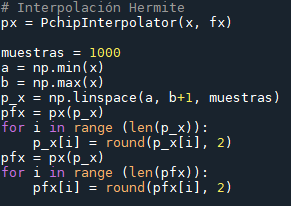 # Interpolación Hermite
px = PchipInterpolator(x, fx)
muestras = 1000
a = np.min(x)
b = np.max(x)
p_x = np.linspace(a, b+1, muestras)
pfx = px(p_x)
for i in range (len(p_x)):
    p_x[i] = round(p_x[i], 2)
pfx = px(p_x)
for i in range (len(pfx)):
    pfx[i] = round(pfx[i], 2)